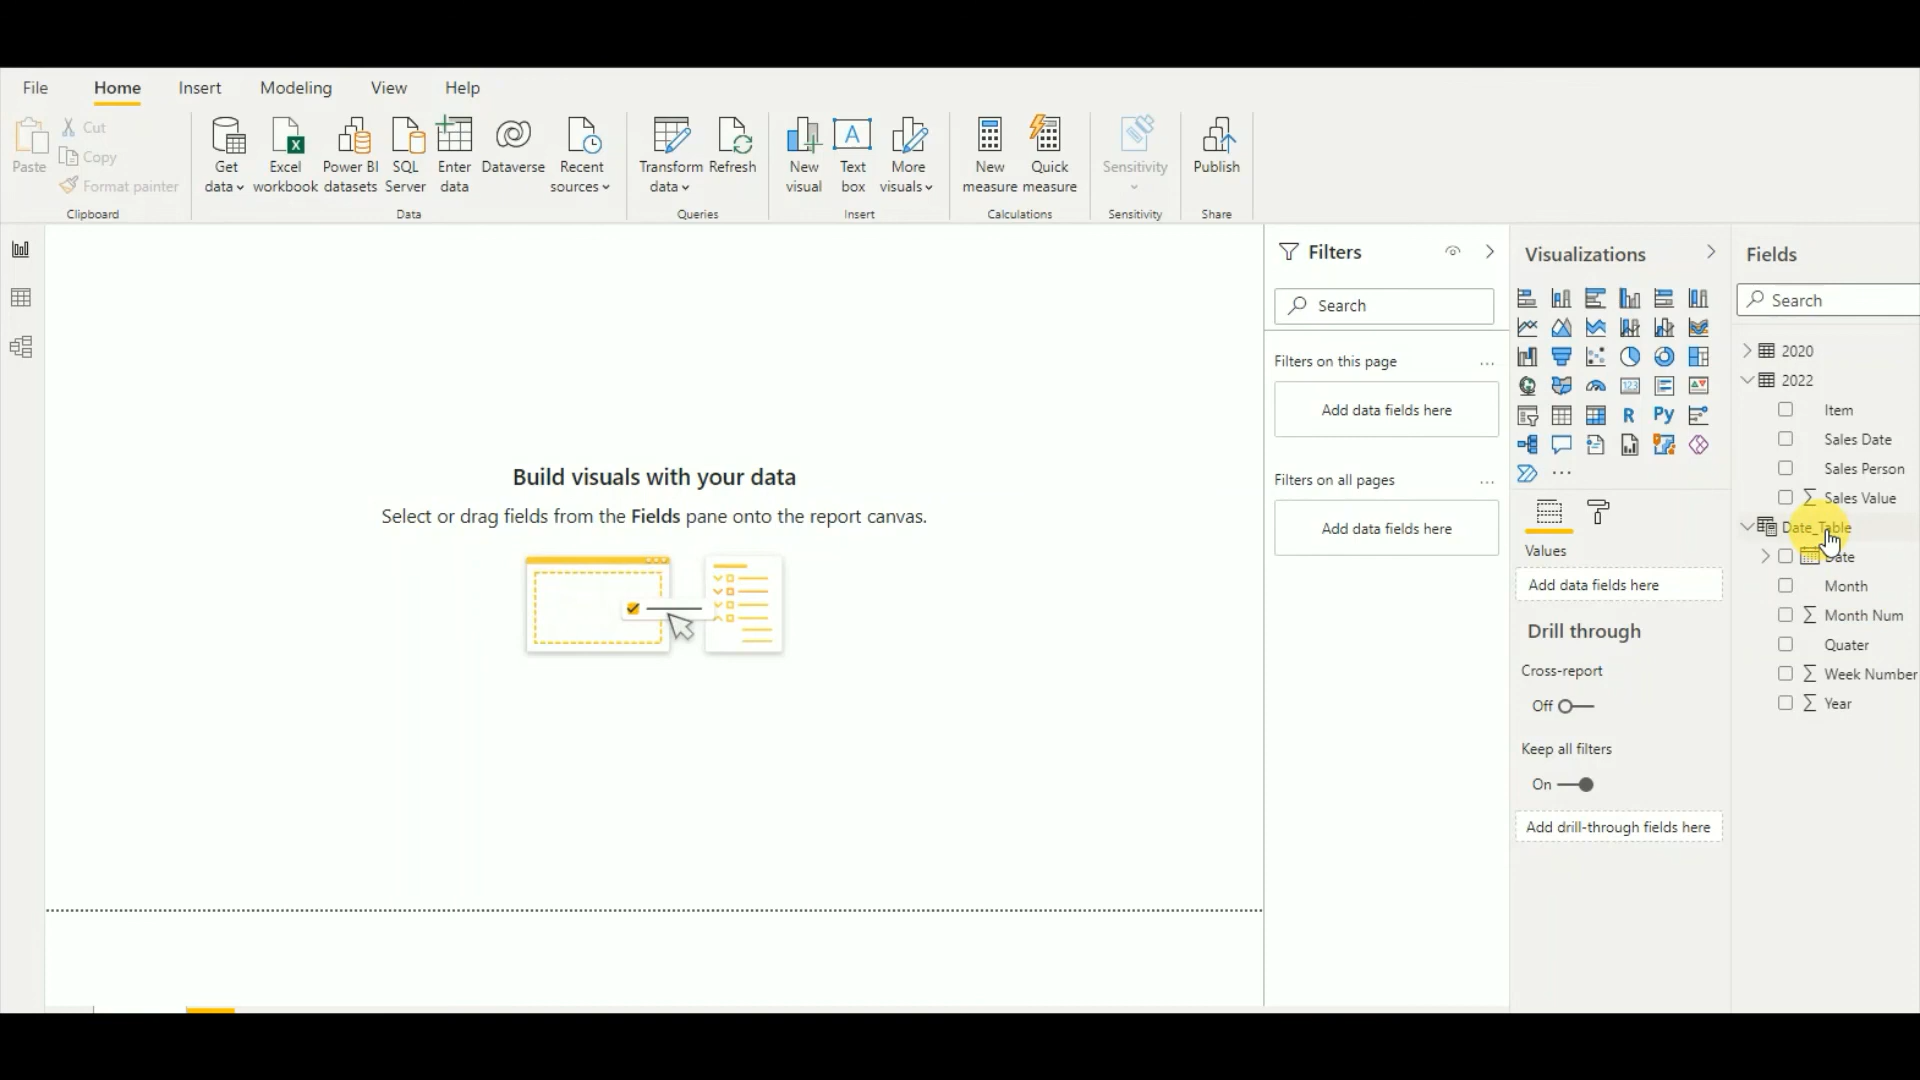 File Home Insert Modeling View Help
Paste
Cut
Copy
Format painter
Clipboard
Get data
Excel workbook
Power BI datasets
SQL Server
Enter data
Dataverse
Recent sources
Data
Transform data
Refresh
Queries
New visual
A
Text box
More visuals
Insert
New measure
Quick measure
Calculations
Sensitivity
Sensitivity
Publish
Share
Build visuals with your data
Select or drag fields from the Fields pane onto the report canvas.
Filters
Search
Filters on this page
...
Add data fields here
Filters on all pages
...
Add data fields here
Visualizations
123
R
Py
...
Values
Add data fields here
Drill through
Cross-report
Off
Keep all filters
On
Add drill-through fields here
Fields
Search
2020
2022
Item
Sales Date
Sales Person
Σ Sales Value
Date_Table
Date
Month
Σ Month Num
Quater
Σ Week Number
Σ Year